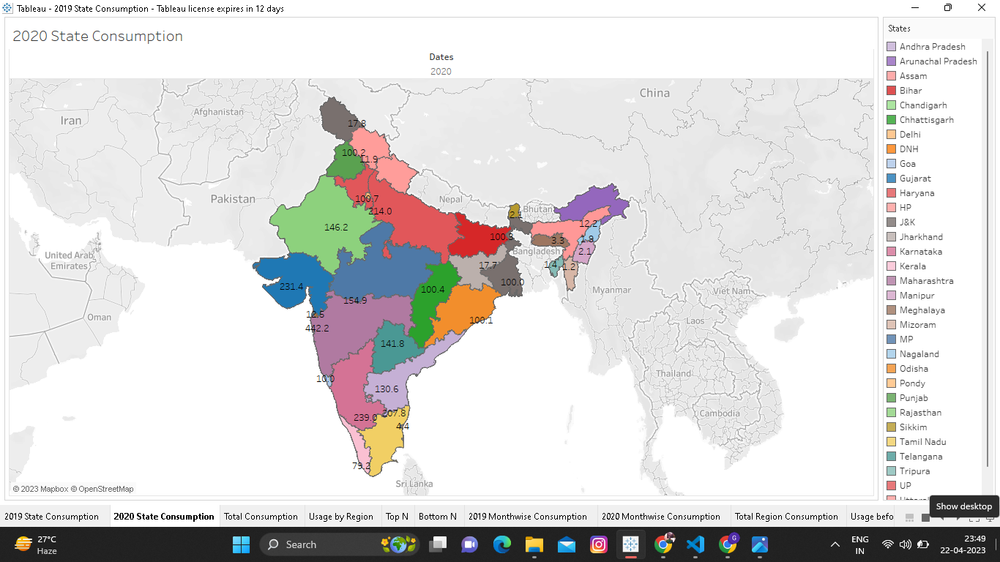 Tableau - 2019 State Consumption - Tableau license expires in 12 days
2020 State Consumption
Dates
2020
China
Iran
Afghanistan
Pakistan
Nepal
Bhutan
United Arab
Emirates
Oman
Bangladesh
Myanmar
Viet Nam
Laos
Thailand
Cambodia
Sri Lanka
17.8
100.2
11.9
100.7
214.0
146.2
2.1
12.2
100.3
3.3
1.8
2.1
17.7
1.4
1.2
231.4
100.0
100.4
154.9
12.5
442.2
100.1
141.8
10.0
130.6
239.0
207.8
4.4
79.2
© 2023 Mapbox © OpenStreetMap
States
Andhra Pradesh
Arunachal Pradesh
Assam
Bihar
Chandigarh
Chhattisgarh
Delhi
DNH
Goa
Gujarat
Haryana
HP
J&K
Jharkhand
Karnataka
Kerala
Maharashtra
Manipur
Meghalaya
Mizoram
MP
Nagaland
Odisha
Pondy
Punjab
Rajasthan
Sikkim
Tamil Nadu
Telangana
Tripura
UP
Show desktop
2019 State Consumption
2020 State Consumption
Total Consumption
Usage by Region
Top N
Bottom N
2019 Monthwise Consumption
2020 Monthwise Consumption
Total Region Consumption
Usage befo
27°C
Haze
Search
G
ENG
IN
23:49
22-04-2023